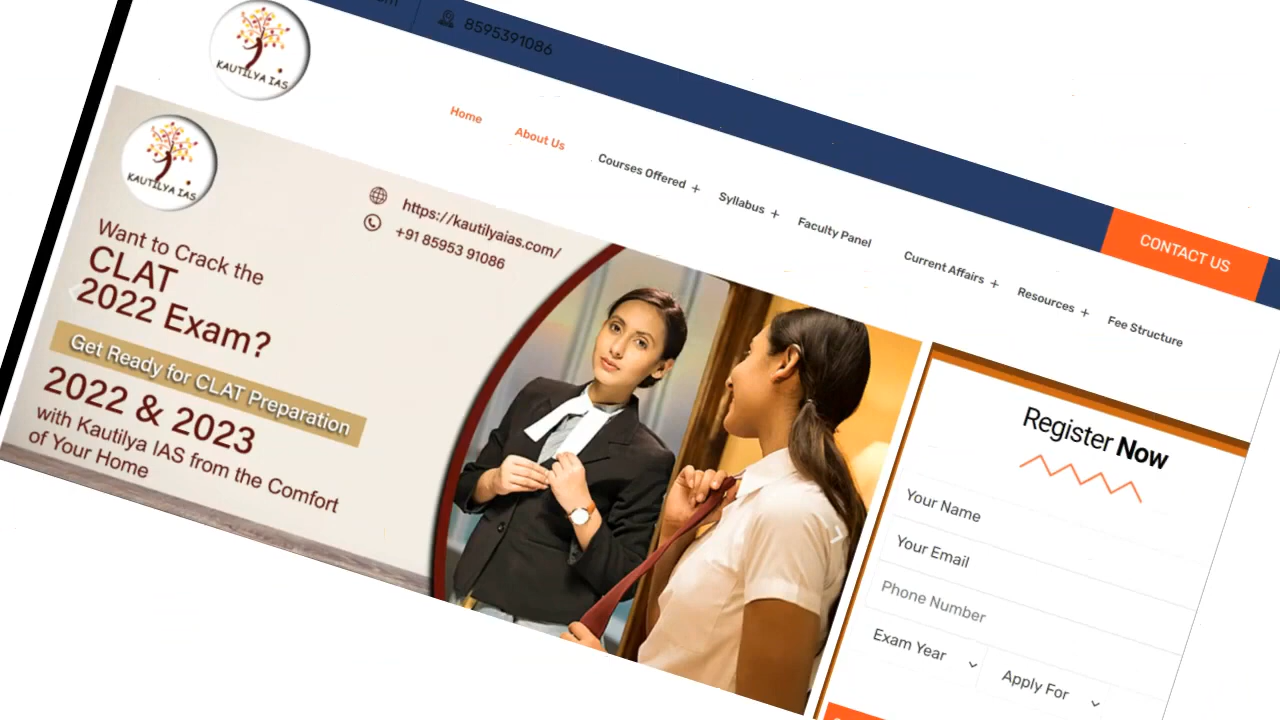 8595391086
KAUTILYA IAS
Home
About Us
Courses Offered +
Syllabus +
Faculty Panel
Current Affairs +
Resources +
Fee Structure
CONTACT US
KAUTILYA IAS
https://kautilyaias.com/
+91 85953 91086
Want to Crack the
CLAT
2022 Exam?
Get Ready for CLAT Preparation
2022 & 2023
with Kautilya IAS from the Comfort
of Your Home
Register Now
Your Name
Your Email
Phone Number
Exam Year
Apply For